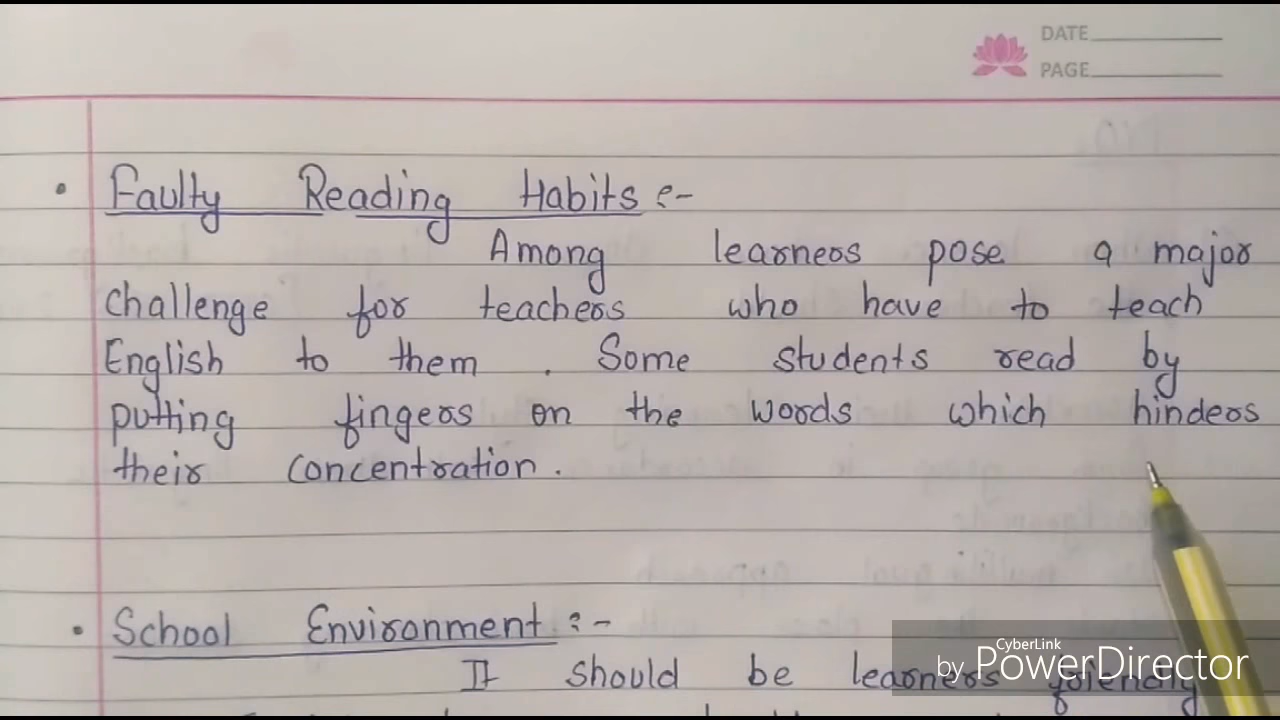 DATE
PAGE
• Faulty Reading Habits :-
Among learners pose a major
challenge for teachers who have to teach
English to them . Some students read by
putting fingers on the words which hinders
their concentration .
• School Environment :-
It should be learners friendly
CyberLink
by PowerDirector